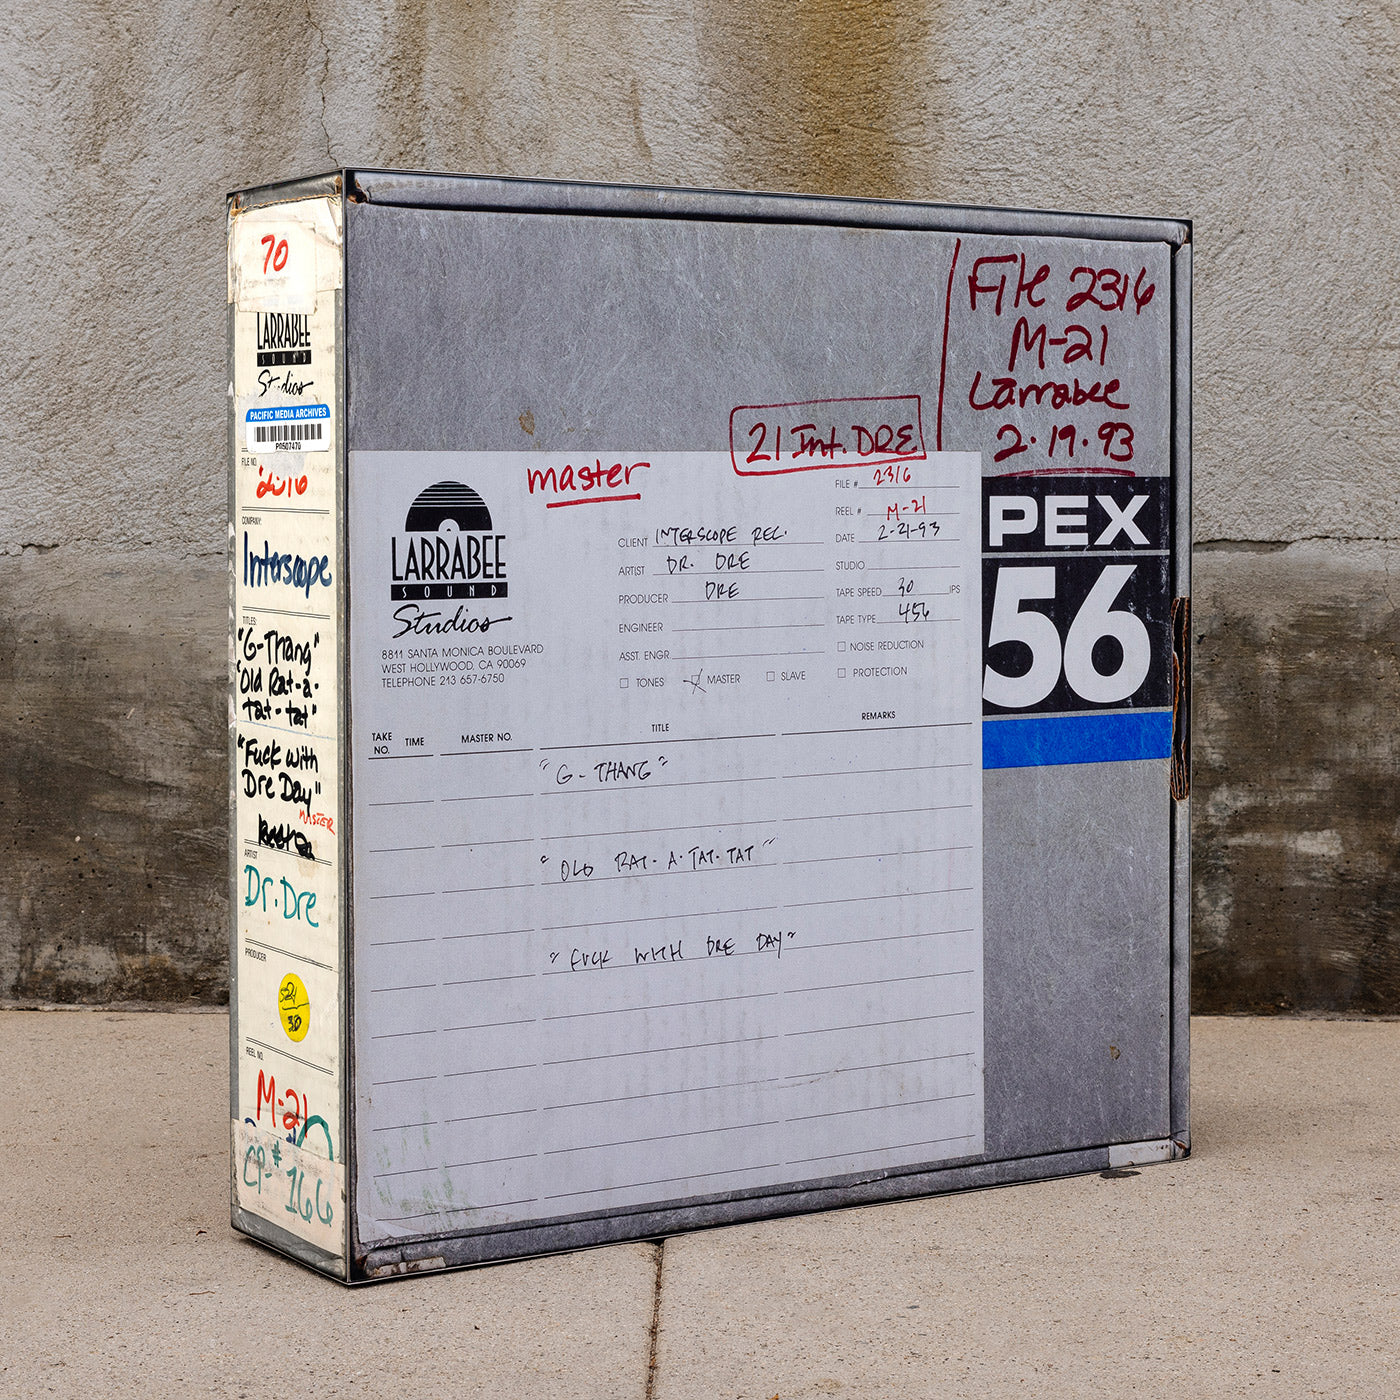 70
LARRABEE
SOUND
Studios
PACIFIC MEDIA ARCHIVES
P0507470
FILE NO.
2316
COMPANY:
Interscope
TITLES:
"G-Thang"
"Old Rat-a-
tat-tat"
"Fuck with
Dre Day"
MASTER
ARTIST
Dr. Dre
PRODUCER
30
REEL NO.
M-21
CP-# 166
File 2316
M-21
Larrabee
2.19.93
21 Int. DRE
master
LARRABEE
SOUND
Studios
8811 SANTA MONICA BOULEVARD
WEST HOLLYWOOD, CA 90069
TELEPHONE 213 657-6750
CLIENT INTERSCOPE REC.
ARTIST DR. DRE
PRODUCER DRE
ENGINEER
ASST. ENGR.
TONES MASTER SLAVE
FILE # 2316
REEL # M-21
DATE 2-21-93
STUDIO
TAPE SPEED 30 IPS
TAPE TYPE 456
NOISE REDUCTION
PROTECTION
TAKE NO. TIME MASTER NO. TITLE REMARKS
"G-THANG"
"OLD RAT-A-TAT-TAT"
"FUCK WITH DRE DAY"
PEX
56